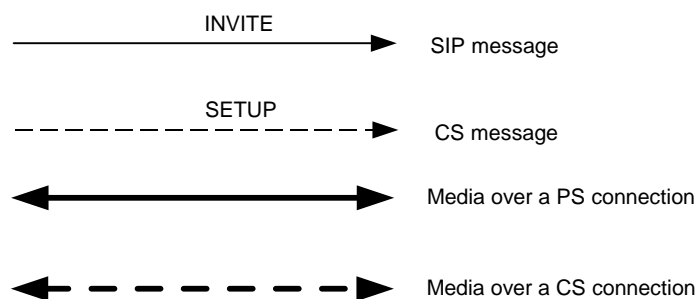 INVITE
SIP message
SETUP
CS message
Media over a PS connection
Media over a CS connection